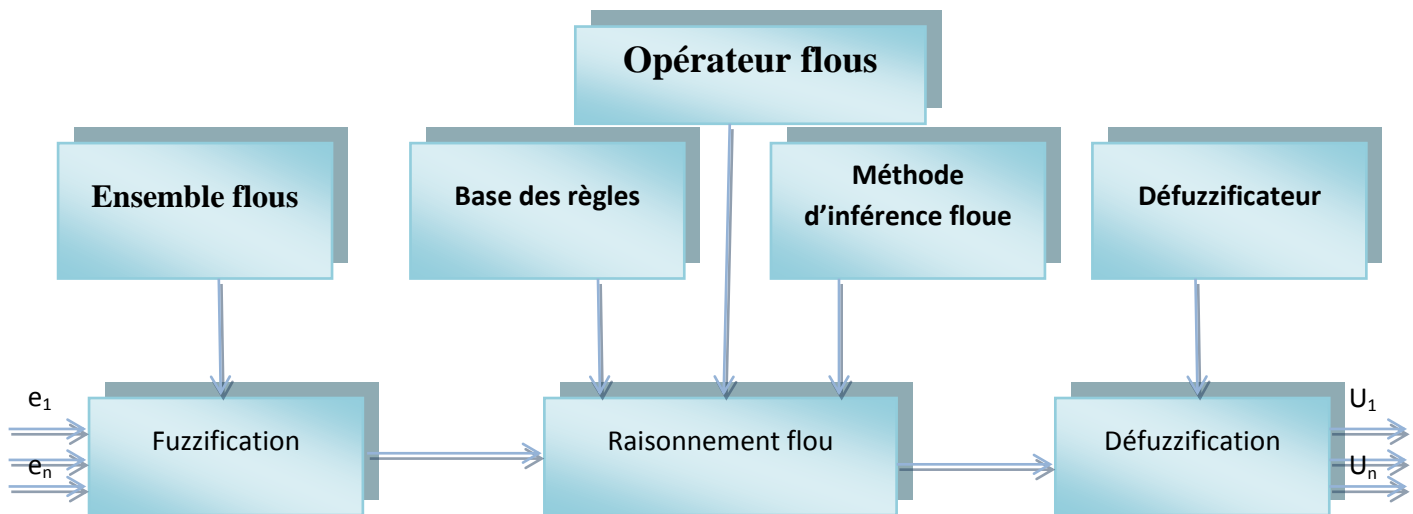 Opérateur flous
Ensemble flous
Base des règles
Méthode
d’inférence floue
Défuzzificateur
e₁
eₙ
Fuzzification
Raisonnement flou
Défuzzification
U₁
Uₙ